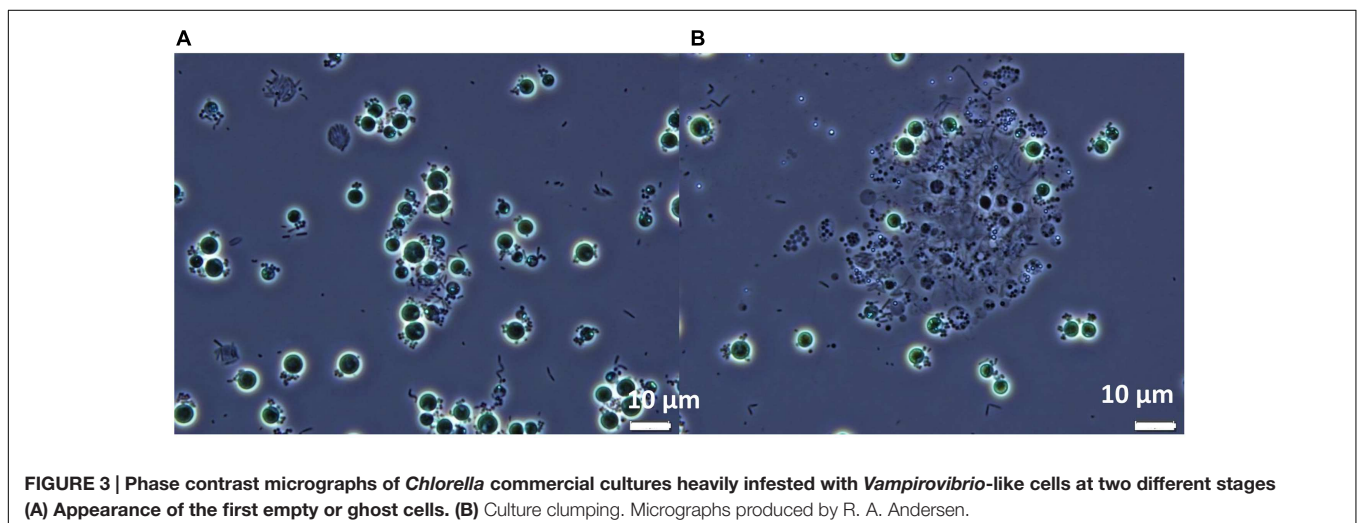 A
B
10 μm
10 μm
FIGURE 3 | Phase contrast micrographs of Chlorella commercial cultures heavily infested with Vampirovibrio-like cells at two different stages
(A) Appearance of the first empty or ghost cells. (B) Culture clumping. Micrographs produced by R. A. Andersen.